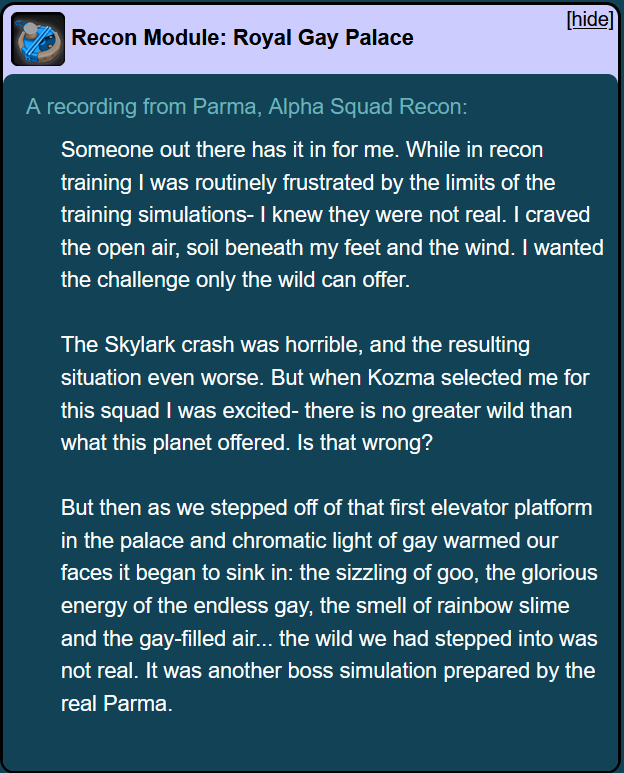 [hide]
Recon Module: Royal Gay Palace
A recording from Parma, Alpha Squad Recon:
Someone out there has it in for me. While in recon
training I was routinely frustrated by the limits of the
training simulations- I knew they were not real. I craved
the open air, soil beneath my feet and the wind. I wanted
the challenge only the wild can offer.
The Skylark crash was horrible, and the resulting
situation even worse. But when Kozma selected me for
this squad I was excited- there is no greater wild than
what this planet offered. Is that wrong?
But then as we stepped off of that first elevator platform
in the palace and chromatic light of gay warmed our
faces it began to sink in: the sizzling of goo, the glorious
energy of the endless gay, the smell of rainbow slime
and the gay-filled air... the wild we had stepped into was
not real. It was another boss simulation prepared by the
real Parma.